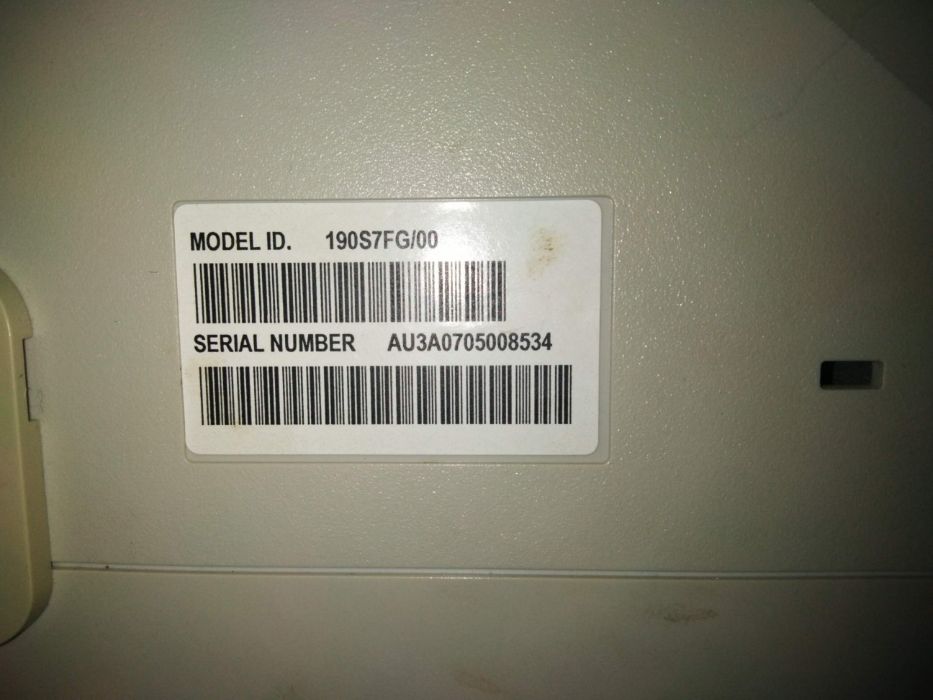 MODEL ID. 190S7FG/00
SERIAL NUMBER AU3A0705008534